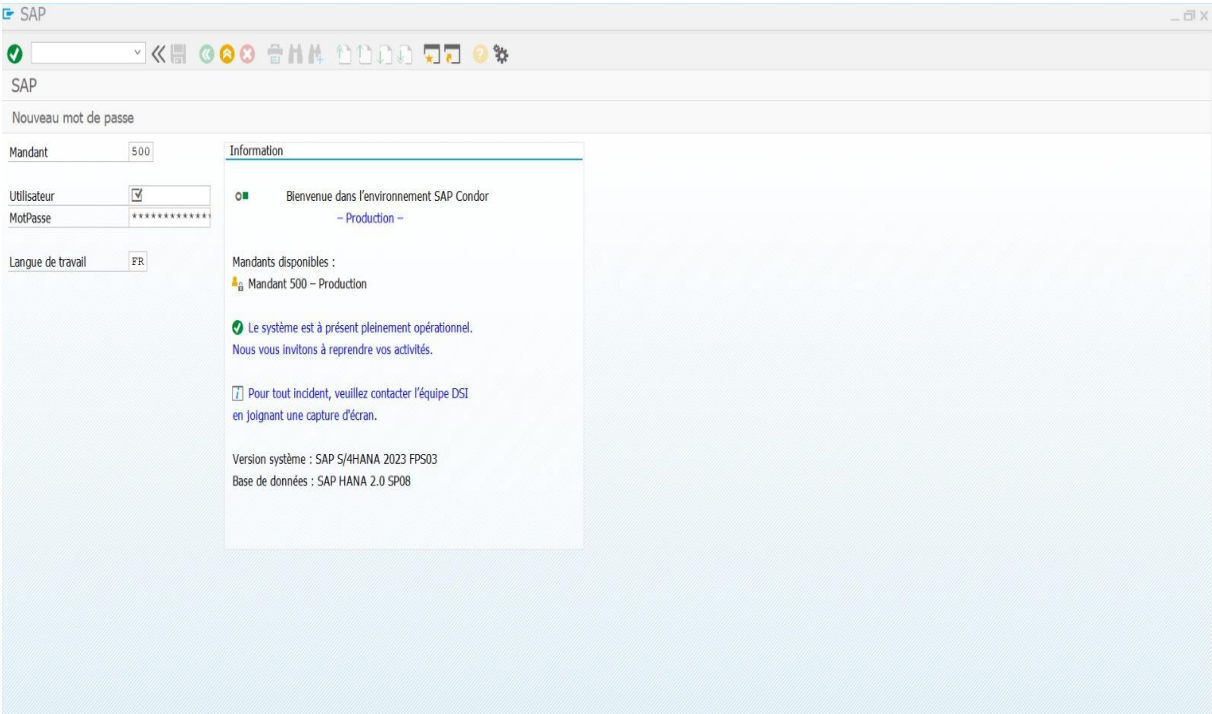 SAP
SAP
Nouveau mot de passe
Mandant 500
Utilisateur
MotPasse ************
Langue de travail FR
Information
Bienvenue dans l'environnement SAP Condor
– Production –
Mandants disponibles :
Mandant 500 – Production
Le système est à présent pleinement opérationnel.
Nous vous invitons à reprendre vos activités.
Pour tout incident, veuillez contacter l'équipe DSI
en joignant une capture d'écran.
Version système : SAP S/4HANA 2023 FPS03
Base de données : SAP HANA 2.0 SP08